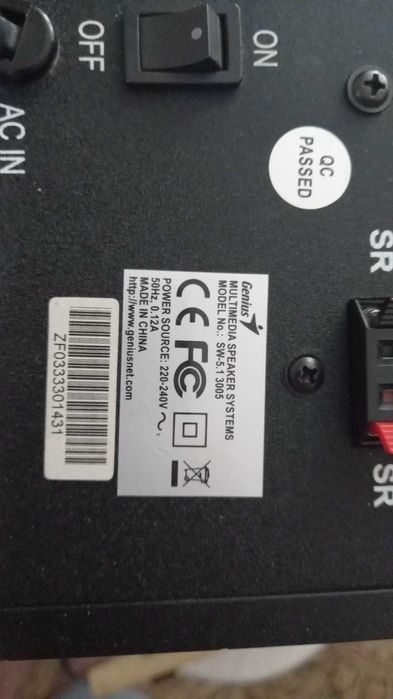 OFF
ON
AC IN
QC
PASSED
SR
SR
Genius
MULTIMEDIA SPEAKER SYSTEMS
MODEL No.: SW-5.1 3005
CE FC
POWER SOURCE: 220-240V ~,
50Hz, 0.12A
MADE IN CHINA
http://www.geniusnet.com
ZF0333301431